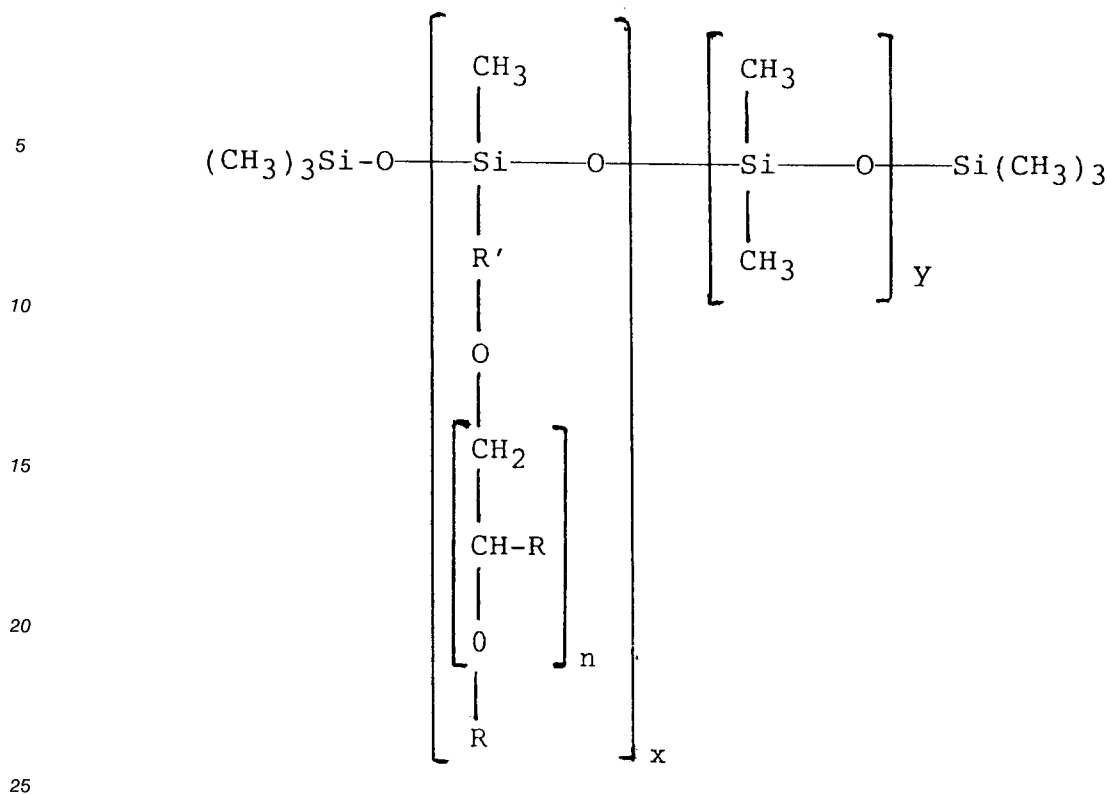 CH3 CH3
5
(CH3)3Si-O Si O Si O Si(CH3)3
R' CH3
y
10
O
15 CH2
CH-R
20
O
n
R
x
25